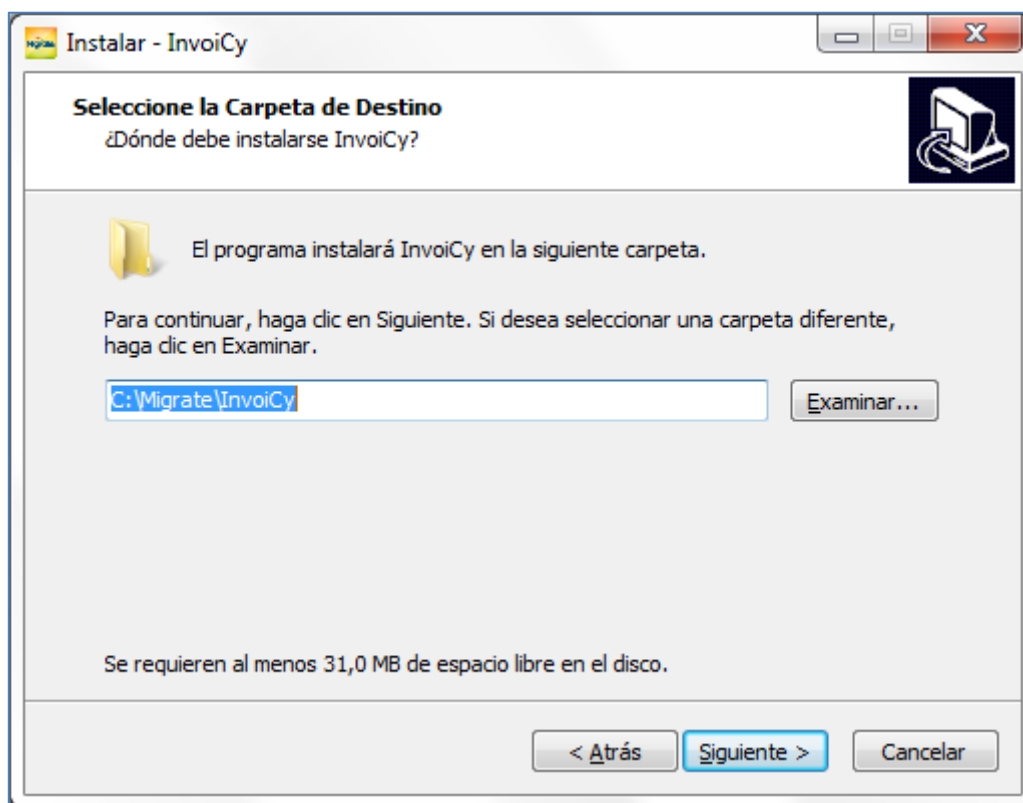 Instalar - InvoiCy
Seleccione la Carpeta de Destino
¿Dónde debe instalarse InvoiCy?
El programa instalará InvoiCy en la siguiente carpeta.
Para continuar, haga clic en Siguiente. Si desea seleccionar una carpeta diferente,
haga clic en Examinar.
C:\Migrate\InvoiCy
Examinar...
Se requieren al menos 31,0 MB de espacio libre en el disco.
< Atrás
Siguiente >
Cancelar